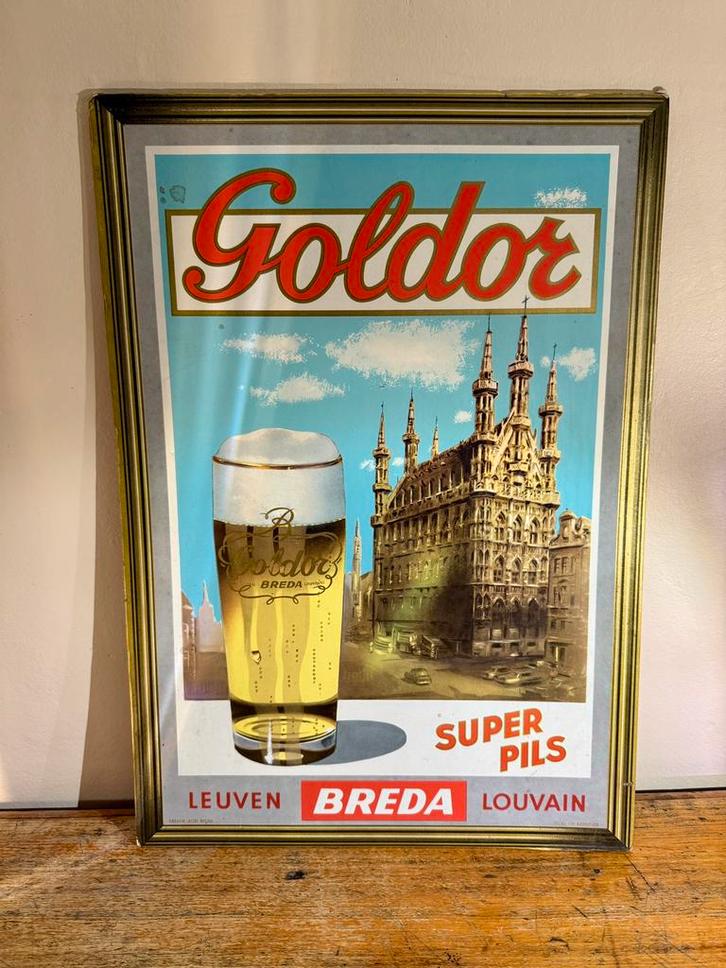 Goldor
B
Goldor
BREDA
SUPER
PILS
LEUVEN BREDA LOUVAIN